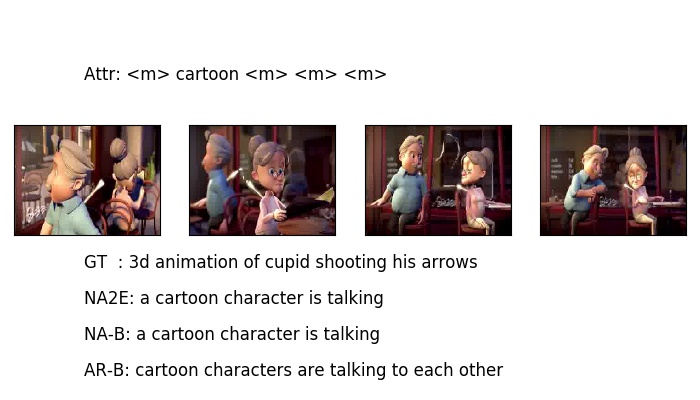 Attr: <m> cartoon <m> <m> <m>
GT : 3d animation of cupid shooting his arrows
NA2E: a cartoon character is talking
NA-B: a cartoon character is talking
AR-B: cartoon characters are talking to each other